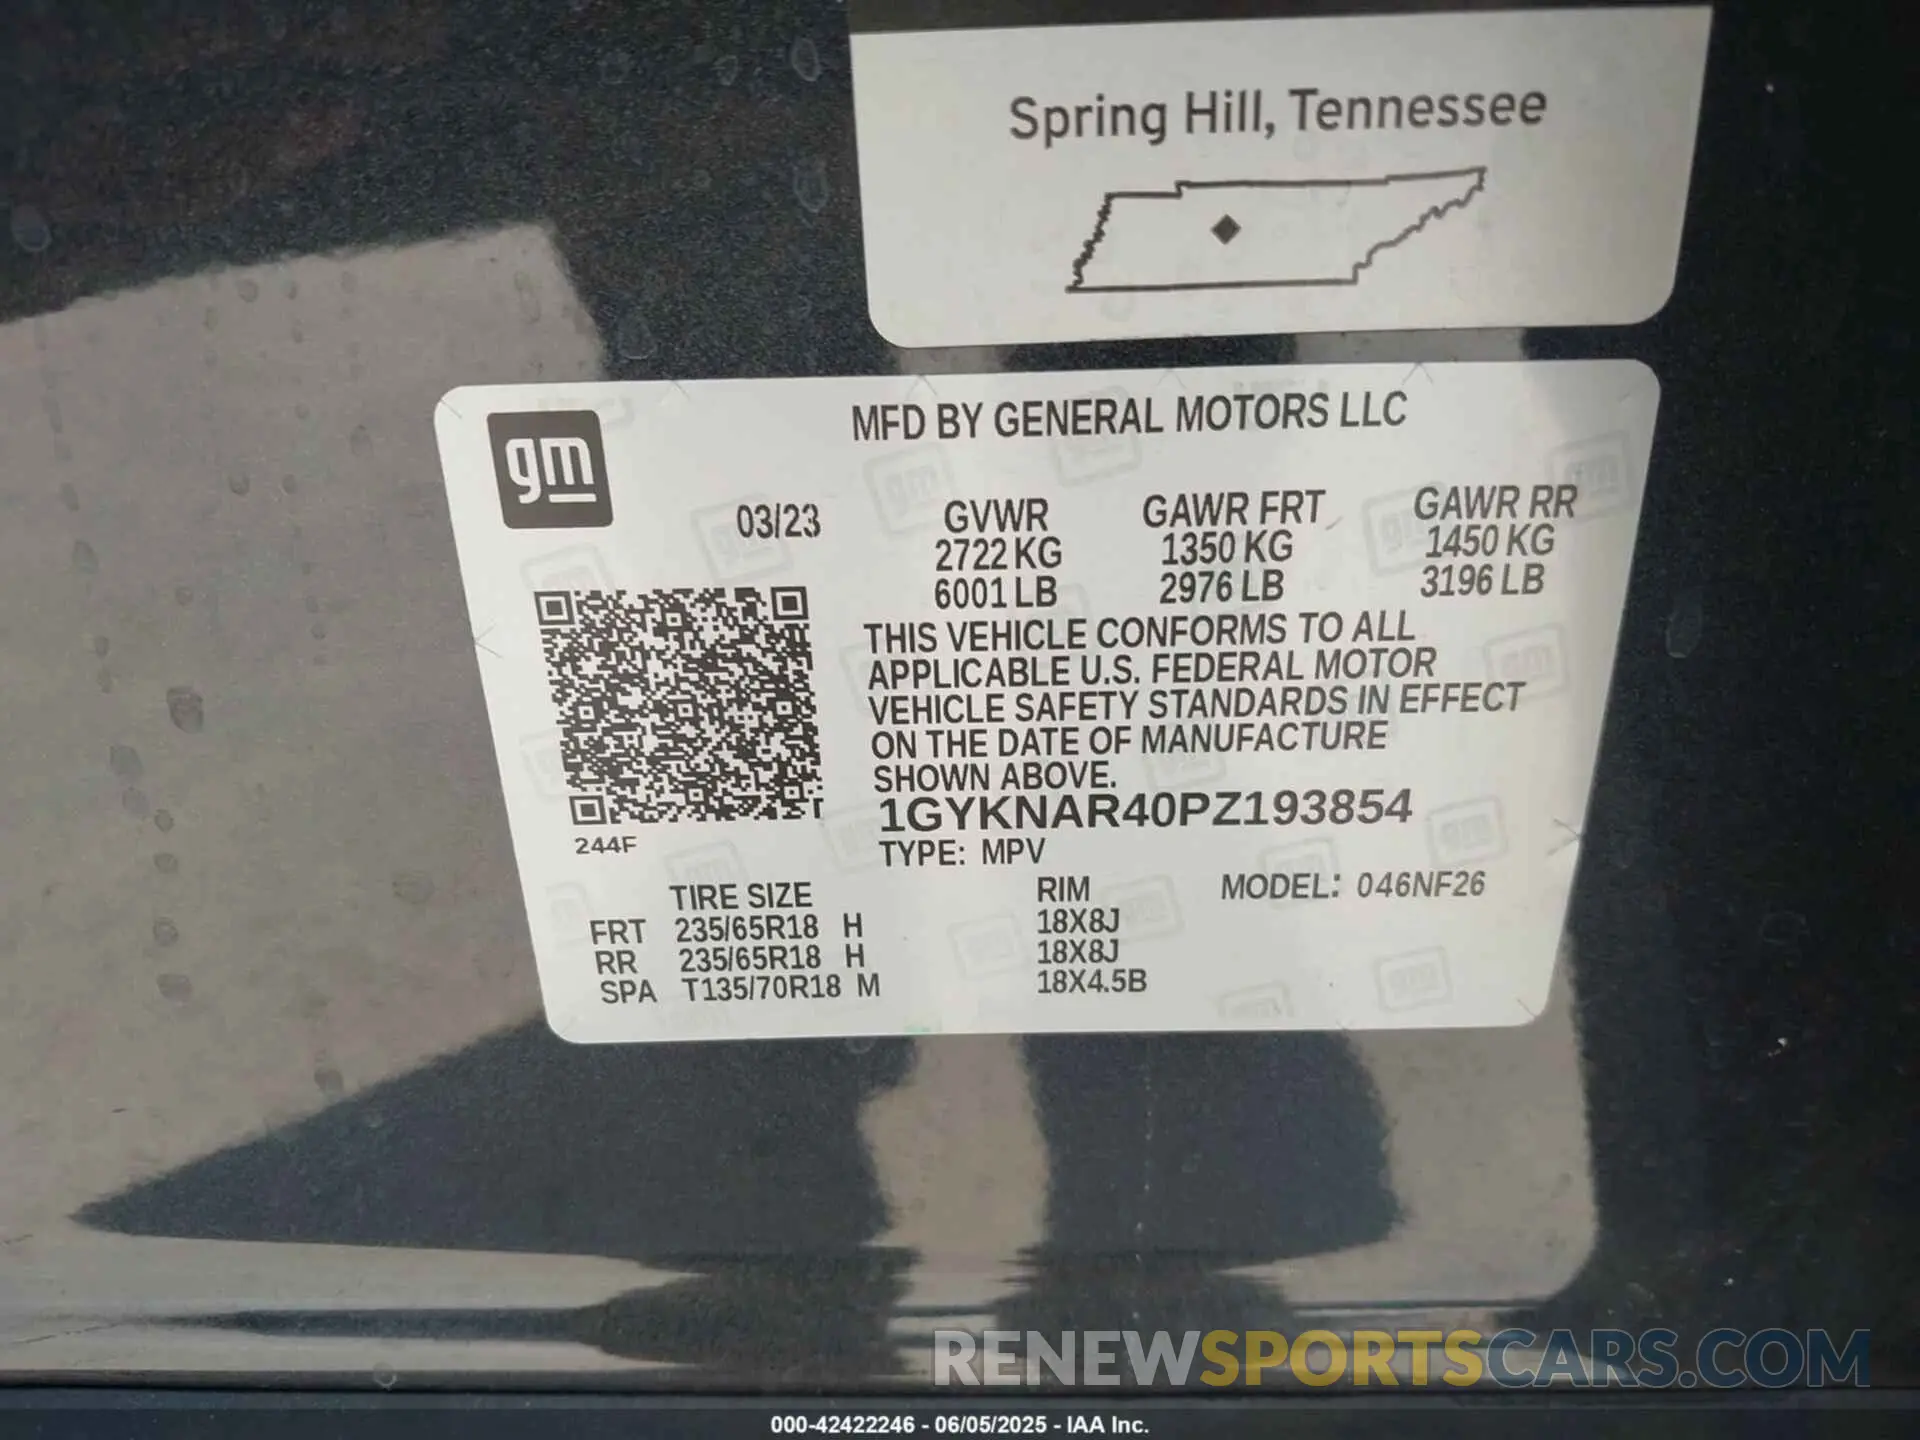 Spring Hill, Tennessee
gm
MFD BY GENERAL MOTORS LLC
03/23
GVWR GAWR FRT GAWR RR
2722 KG 1350 KG 1450 KG
6001 LB 2976 LB 3196 LB
THIS VEHICLE CONFORMS TO ALL
APPLICABLE U.S. FEDERAL MOTOR
VEHICLE SAFETY STANDARDS IN EFFECT
ON THE DATE OF MANUFACTURE
SHOWN ABOVE.
1GYKNAR40PZ193854
244F
TYPE: MPV
TIRE SIZE RIM MODEL: 046NF26
FRT 235/65R18 H 18X8J
RR 235/65R18 H 18X8J
SPA T135/70R18 M 18X4.5B
RENEWSPORTSCARS.COM
000-42422246 - 06/05/2025 - IAA Inc.